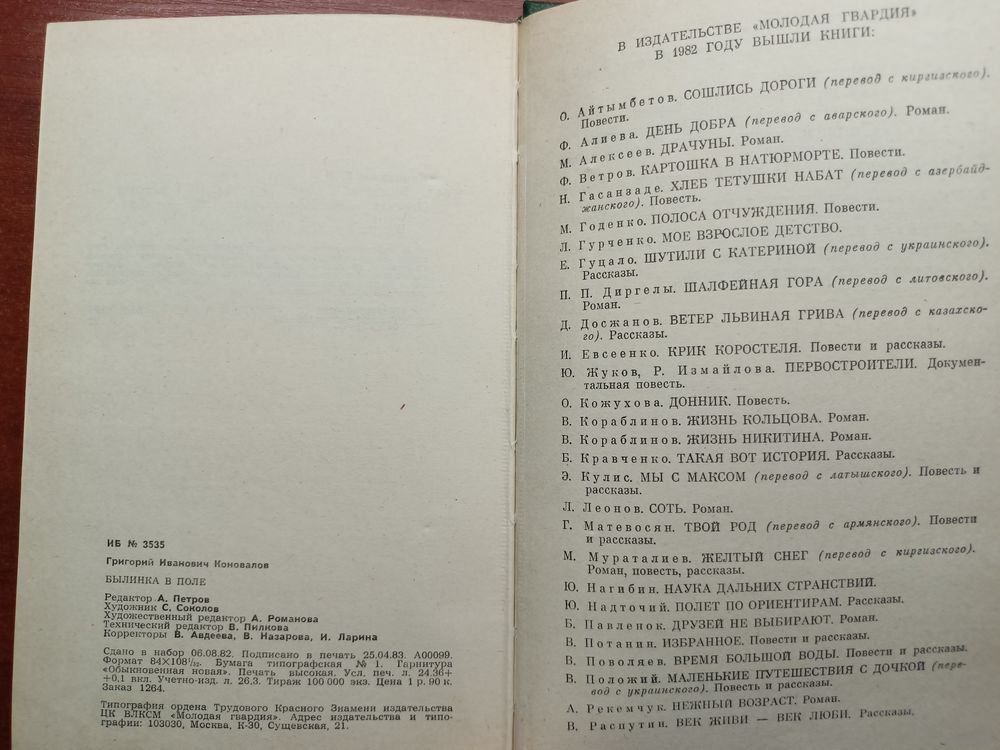 ИБ № 3535
Григорий Иванович Коновалов
БЫЛИНКА В ПОЛЕ
Редактор А. Петров
Художник С. Соколов
Художественный редактор А. Романова
Технический редактор В. Пилкова
Корректоры В. Авдеева, В. Назарова, И. Ларина
Сдано в набор 06.08.82. Подписано в печать 25.04.83. А00099.
Формат 84×108¹/₃₂. Бумага типографская № 1. Гарнитура
«Обыкновенная новая». Печать высокая. Усл. печ. л. 24.36+
+0,1 вкл. Учетно-изд. л. 26.3. Тираж 100 000 экз. Цена 1 р. 90 к.
Заказ 1264.
Типография ордена Трудового Красного Знамени издательства
ЦК ВЛКСМ «Молодая гвардия». Адрес издательства и типо-
графии: 103030, Москва, К-30, Сущевская, 21.
В ИЗДАТЕЛЬСТВЕ «МОЛОДАЯ ГВАРДИЯ»
В 1982 ГОДУ ВЫШЛИ КНИГИ:
О. Айтымбетов. СОШЛИСЬ ДОРОГИ (перевод с киргизского).
Повести.
Ф. Алиева. ДЕНЬ ДОБРА (перевод с аварского). Роман.
М. Алексеев. ДРАЧУНЫ. Роман.
Ф. Ветров. КАРТОШКА В НАТЮРМОРТЕ. Повести.
Н. Гасанзаде. ХЛЕБ ТЕТУШКИ НАБАТ (перевод с азербайд-
жанского). Повесть.
М. Годенко. ПОЛОСА ОТЧУЖДЕНИЯ. Повести.
Л. Гурченко. МОЕ ВЗРОСЛОЕ ДЕТСТВО.
Е. Гуцало. ШУТИЛИ С КАТЕРИНОЙ (перевод с украинского).
Рассказы.
П. П. Диргелы. ШАЛФЕЙНАЯ ГОРА (перевод с литовского).
Роман.
Д. Досжанов. ВЕТЕР ЛЬВИНАЯ ГРИВА (перевод с казахско-
го). Рассказы.
И. Евсеенко. КРИК КОРОСТЕЛЯ. Повести и рассказы.
Ю. Жуков, Р. Измайлова. ПЕРВОСТРОИТЕЛИ. Докумен-
тальная повесть.
О. Кожухова. ДОННИК. Повесть.
В. Кораблинов. ЖИЗНЬ КОЛЬЦОВА. Роман.
В. Кораблинов. ЖИЗНЬ НИКИТИНА. Роман.
Б. Кравченко. ТАКАЯ ВОТ ИСТОРИЯ. Рассказы.
Э. Кулис. МЫ С МАКСОМ (перевод с латышского). Повесть и
рассказы.
Л. Леонов. СОТЬ. Роман.
Г. Матевосян. ТВОЙ РОД (перевод с армянского). Повести
и рассказы.
М. Мураталиев. ЖЕЛТЫЙ СНЕГ (перевод с киргизского).
Роман, повесть, рассказы.
Ю. Нагибин. НАУКА ДАЛЬНИХ СТРАНСТВИЙ.
Ю. Надточий. ПОЛЕТ ПО ОРИЕНТИРАМ. Рассказы.
Б. Павленок. ДРУЗЕЙ НЕ ВЫБИРАЮТ. Роман.
В. Потанин. ИЗБРАННОЕ. Повести и рассказы.
В. Поволяев. ВРЕМЯ БОЛЬШОЙ ВОДЫ. Повести и рассказы.
В. Положий. МАЛЕНЬКИЕ ПУТЕШЕСТВИЯ С ДОЧКОЙ (пере-
вод с украинского). Повесть и рассказы.
А. Рекемчук. НЕЖНЫЙ ВОЗРАСТ. Роман.
В. Распутин. ВЕК ЖИВИ — ВЕК ЛЮБИ. Рассказы.